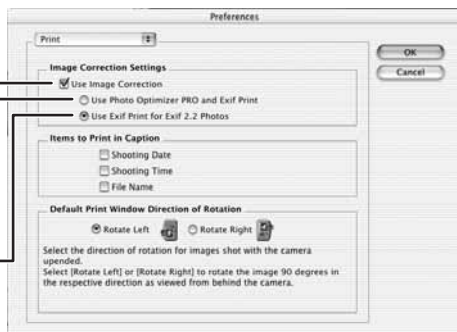 Preferences
Print
OK
Cancel
Image Correction Settings
Use Image Correction
Use Photo Optimizer PRO and Exif Print
Use Exif Print for Exif 2.2 Photos
Items to Print in Caption
Shooting Date
Shooting Time
File Name
Default Print Window Direction of Rotation
Rotate Left
Rotate Right
Select the direction of rotation for images shot with the camera
upended.
Select [Rotate Left] or [Rotate Right] to rotate the image 90 degrees in
the respective direction as viewed from behind the camera.